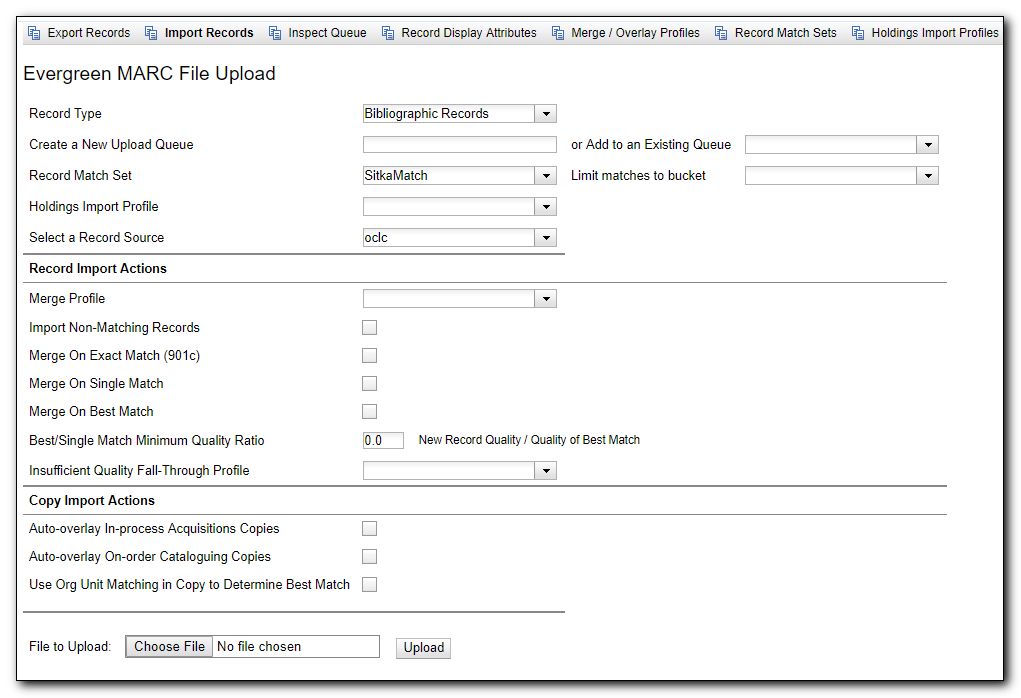 Export Records Import Records Inspect Queue Record Display Attributes Merge / Overlay Profiles Record Match Sets Holdings Import Profiles
Evergreen MARC File Upload
Record Type Bibliographic Records
Create a New Upload Queue or Add to an Existing Queue
Record Match Set SitkaMatch Limit matches to bucket
Holdings Import Profile
Select a Record Source oclc
Record Import Actions
Merge Profile
Import Non-Matching Records
Merge On Exact Match (901c)
Merge On Single Match
Merge On Best Match
Best/Single Match Minimum Quality Ratio 0.0 New Record Quality / Quality of Best Match
Insufficient Quality Fall-Through Profile
Copy Import Actions
Auto-overlay In-process Acquisitions Copies
Auto-overlay On-order Cataloguing Copies
Use Org Unit Matching in Copy to Determine Best Match
File to Upload: Choose File No file chosen Upload